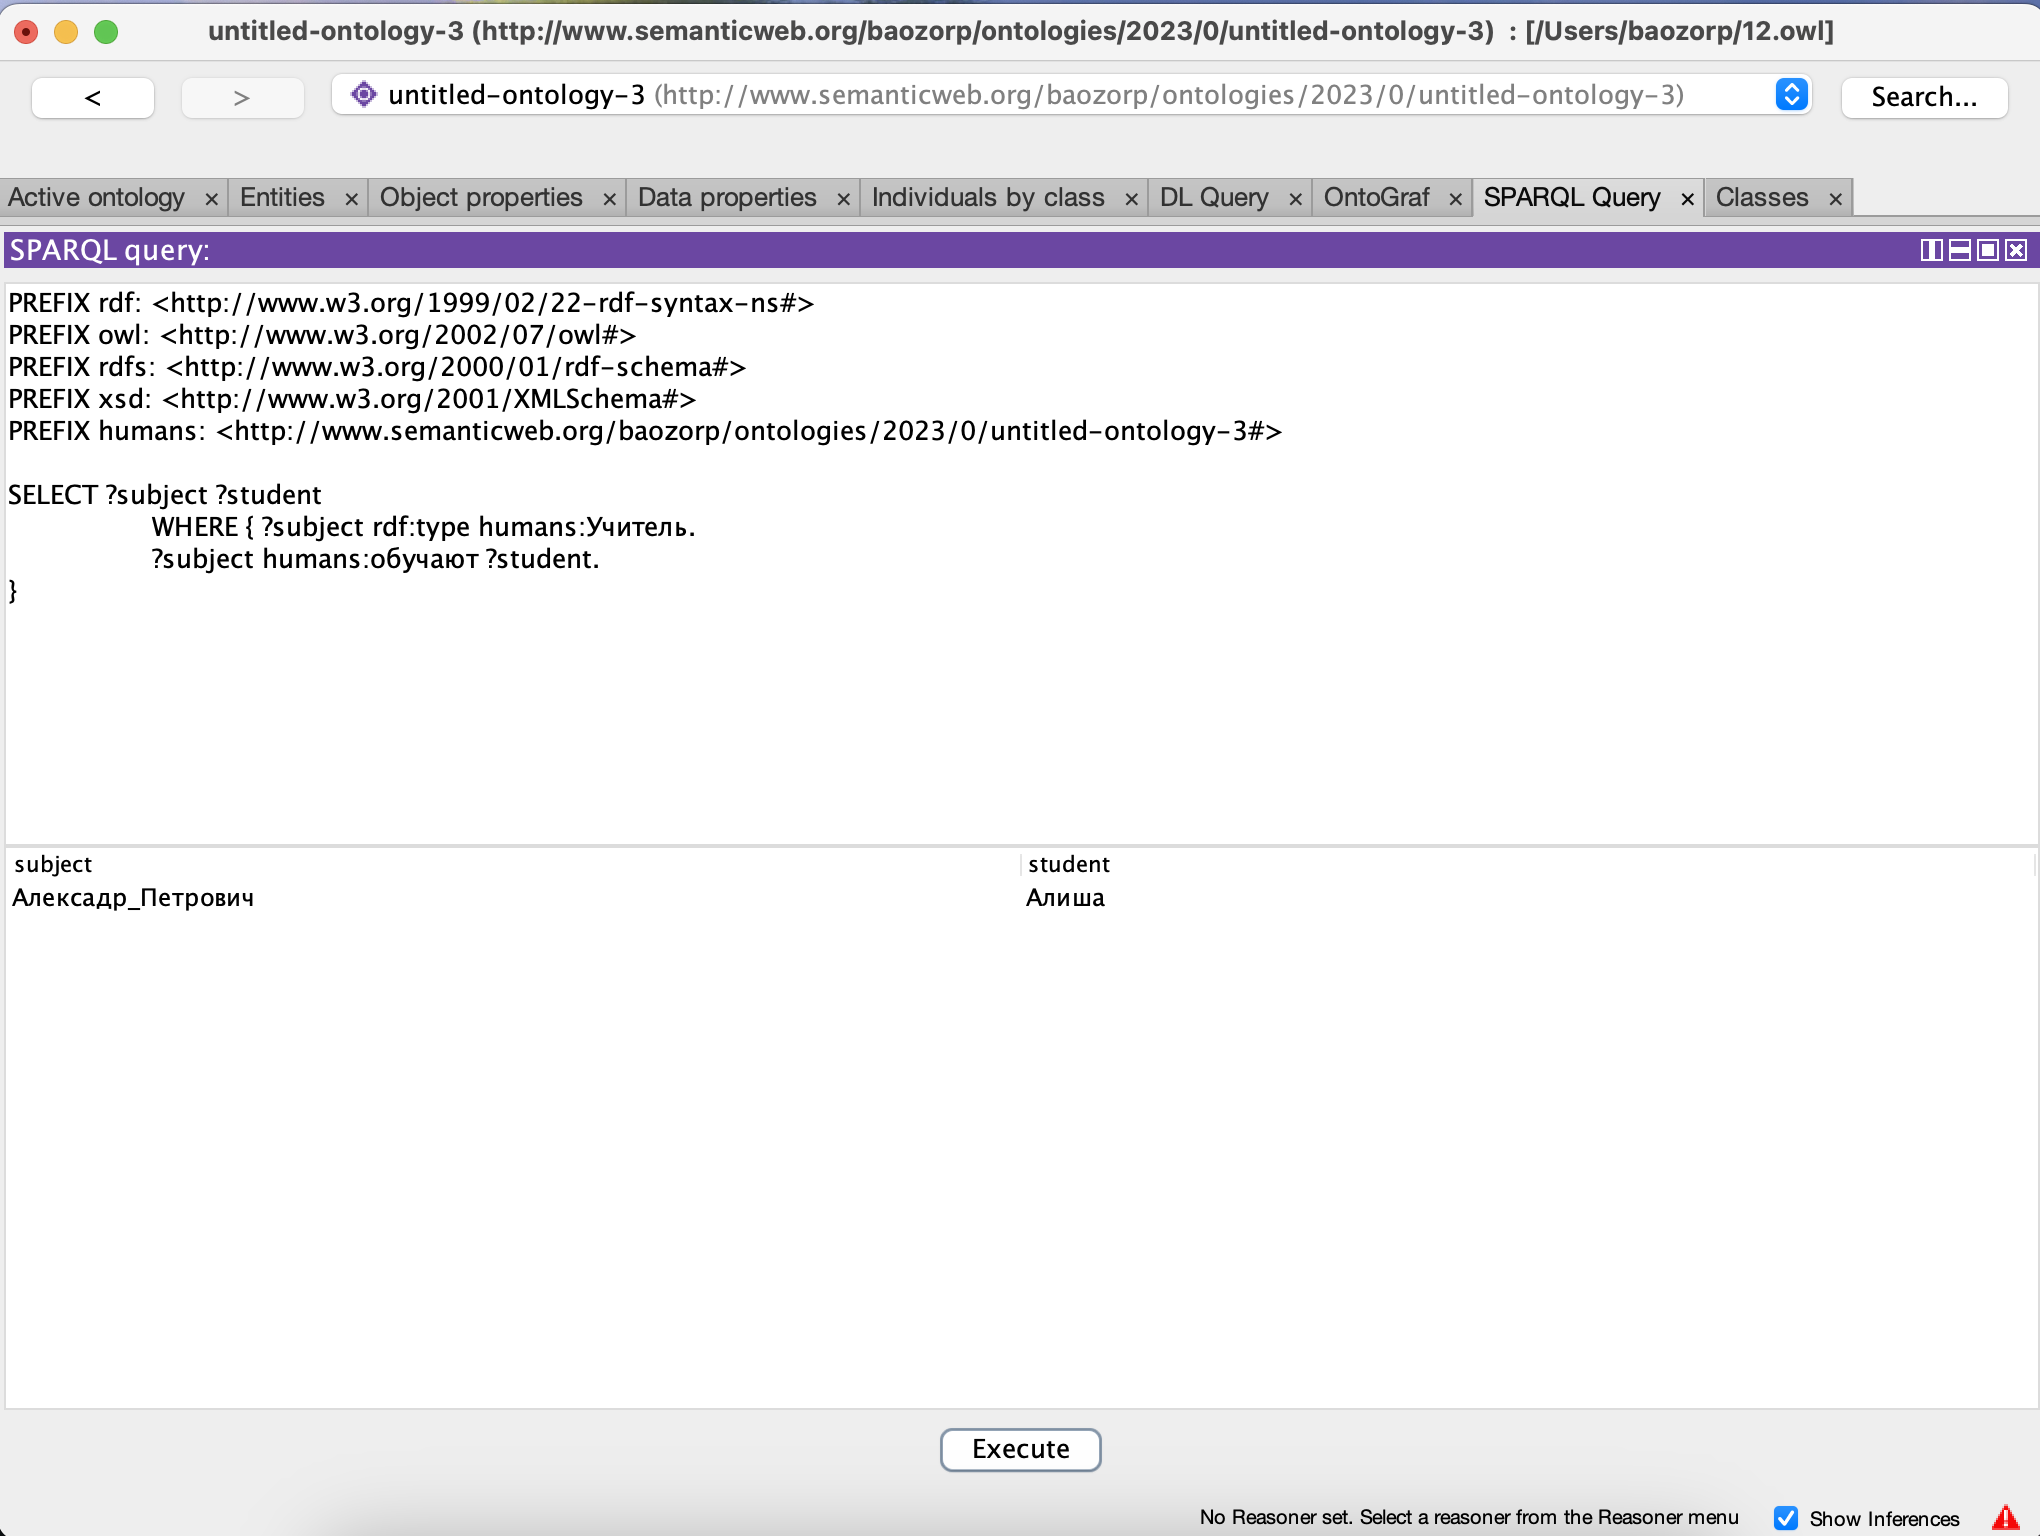 untitled-ontology-3 (http://www.semanticweb.org/baozorp/ontologies/2023/0/untitled-ontology-3) : [/Users/baozorp/12.owl]
< > untitled-ontology-3 (http://www.semanticweb.org/baozorp/ontologies/2023/0/untitled-ontology-3) Search...
Active ontology × Entities × Object properties × Data properties × Individuals by class × DL Query × OntoGraf × SPARQL Query × Classes ×
SPARQL query:
PREFIX rdf: <http://www.w3.org/1999/02/22-rdf-syntax-ns#>
PREFIX owl: <http://www.w3.org/2002/07/owl#>
PREFIX rdfs: <http://www.w3.org/2000/01/rdf-schema#>
PREFIX xsd: <http://www.w3.org/2001/XMLSchema#>
PREFIX humans: <http://www.semanticweb.org/baozorp/ontologies/2023/0/untitled-ontology-3#>
SELECT ?subject ?student
WHERE { ?subject rdf:type humans:Учитель.
?subject humans:обучают ?student.
}
subject student
Алексадр_Петрович Алиша
Execute
No Reasoner set. Select a reasoner from the Reasoner menu Show Inferences